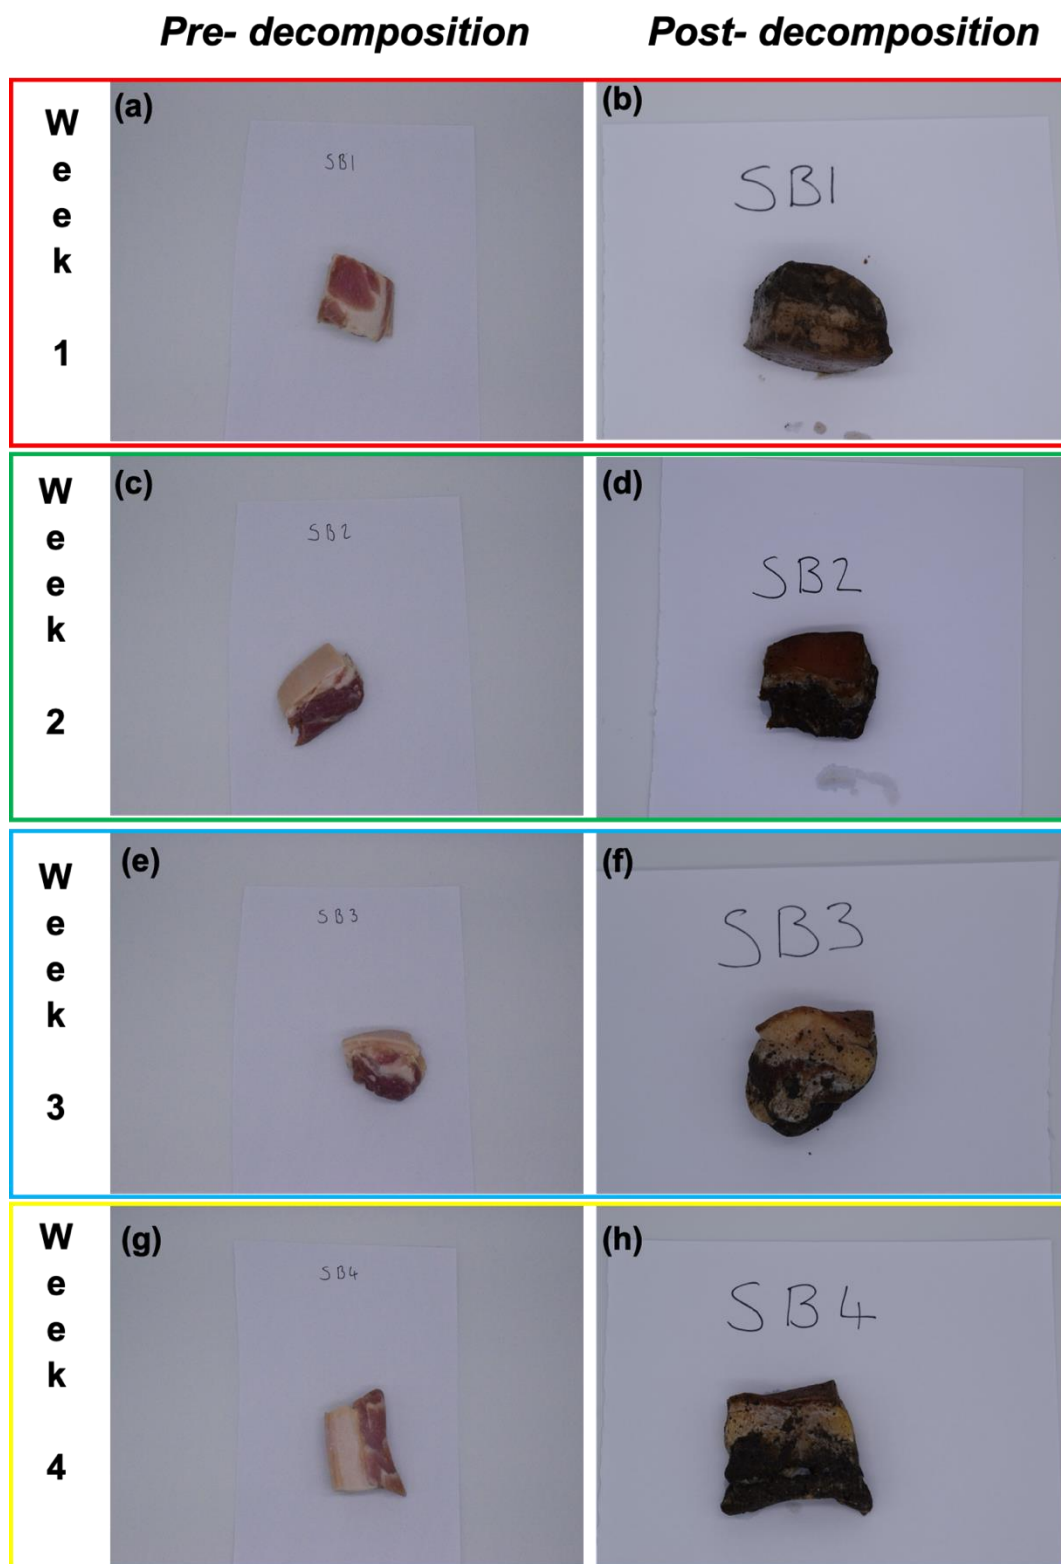 Pre- decomposition
Post- decomposition
Week 1
(a)
SB1
(b)
SB1
Week 2
(c)
SB2
(d)
SB2
Week 3
(e)
SB3
(f)
SB3
Week 4
(g)
SB4
(h)
SB4